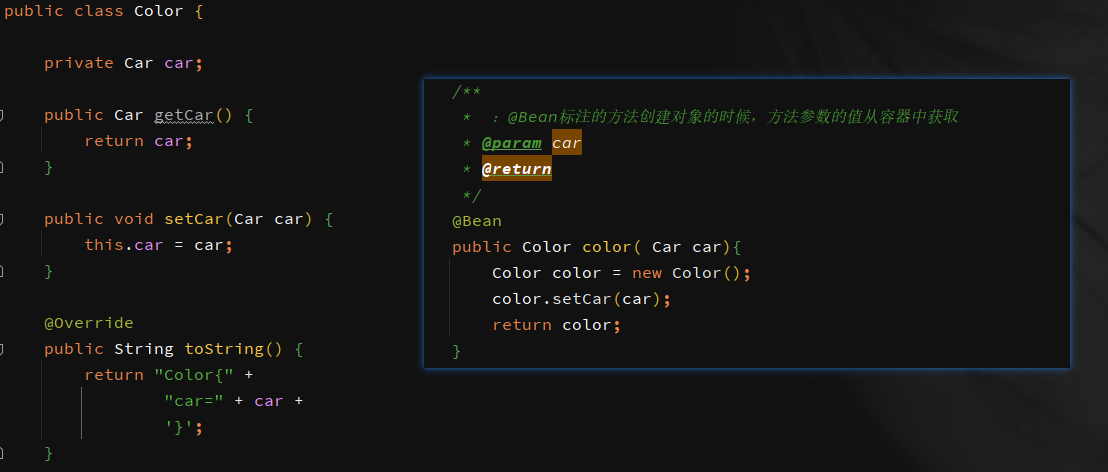 public class Color {
private Car car;
public Car getCar() {
return car;
}
public void setCar(Car car) {
this.car = car;
}
@Override
public String toString() {
return "Color{" +
"car=" + car +
'}';
}
/**
* : @Bean标注的方法创建对象的时候，方法参数的值从容器中获取
* @param car
* @return
*/
@Bean
public Color color( Car car){
Color color = new Color();
color.setCar(car);
return color;
}